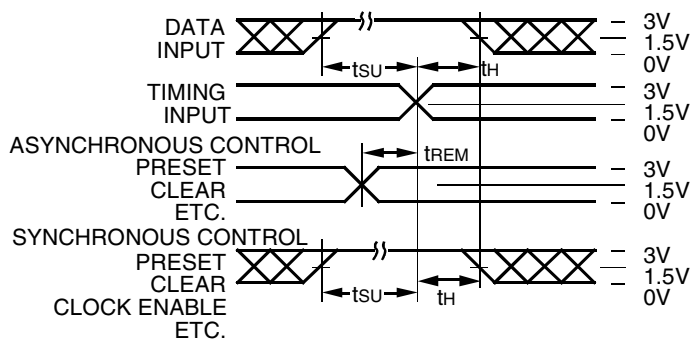 DATA
INPUT
tSU
tH
3V
1.5V
0V
TIMING
INPUT
3V
1.5V
0V
ASYNCHRONOUS CONTROL
PRESET
CLEAR
ETC.
tREM
3V
1.5V
0V
SYNCHRONOUS CONTROL
PRESET
CLEAR
CLOCK ENABLE
ETC.
tSU
tH
3V
1.5V
0V